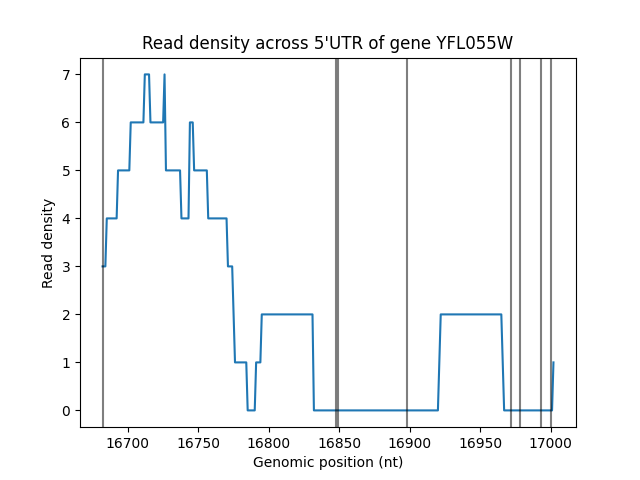 Read density across 5'UTR of gene YFL055W
Read density
7
6
5
4
3
2
1
0
16700 16750 16800 16850 16900 16950 17000
Genomic position (nt)